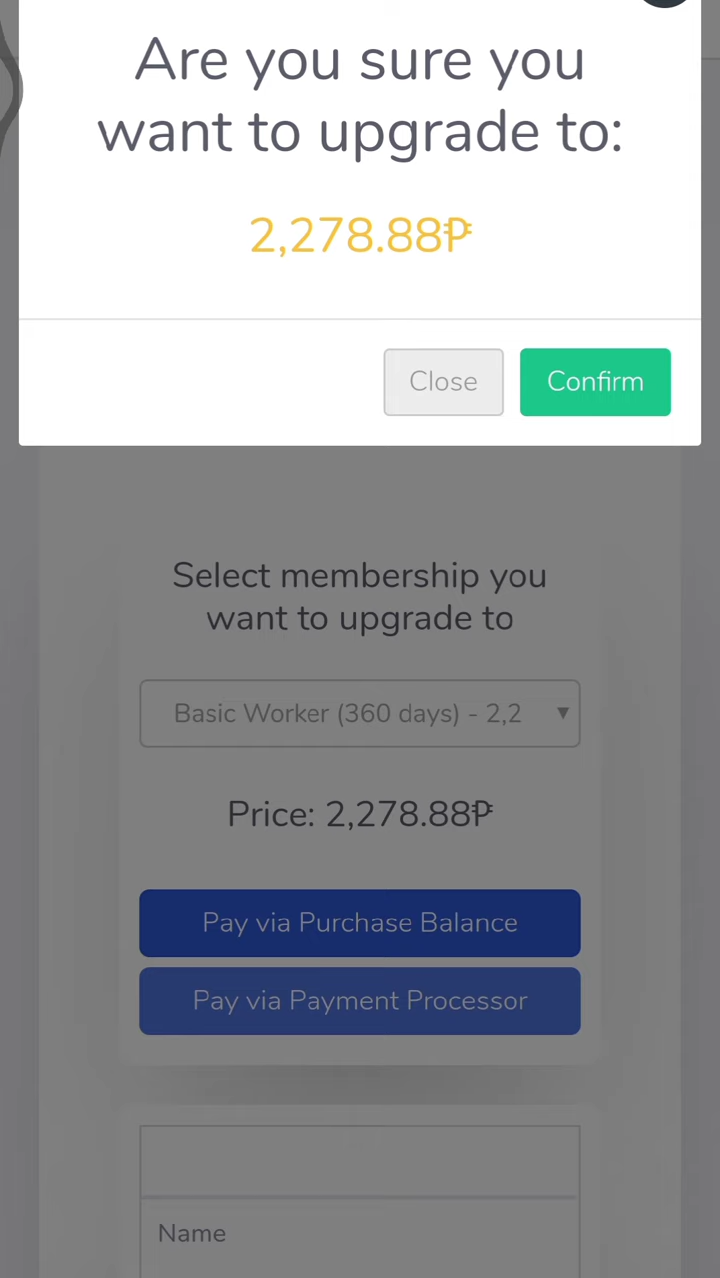 Are you sure you
want to upgrade to:
2,278.88₽
Close
Confirm
Select membership you
want to upgrade to
Basic Worker (360 days) - 2,2
Price: 2,278.88₽
Pay via Purchase Balance
Pay via Payment Processor
Name